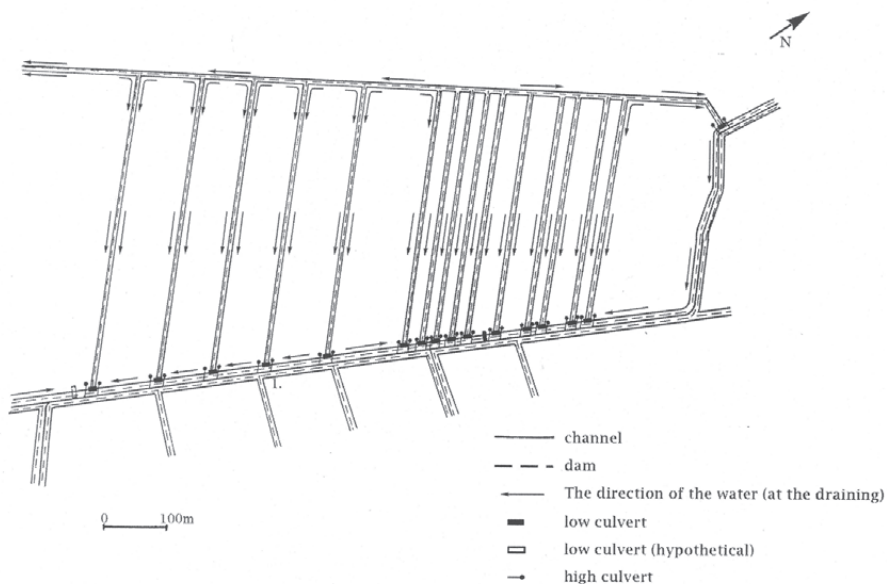 N
I.
channel
dam
The direction of the water (at the draining)
0 100m
low culvert
low culvert (hypothetical)
high culvert